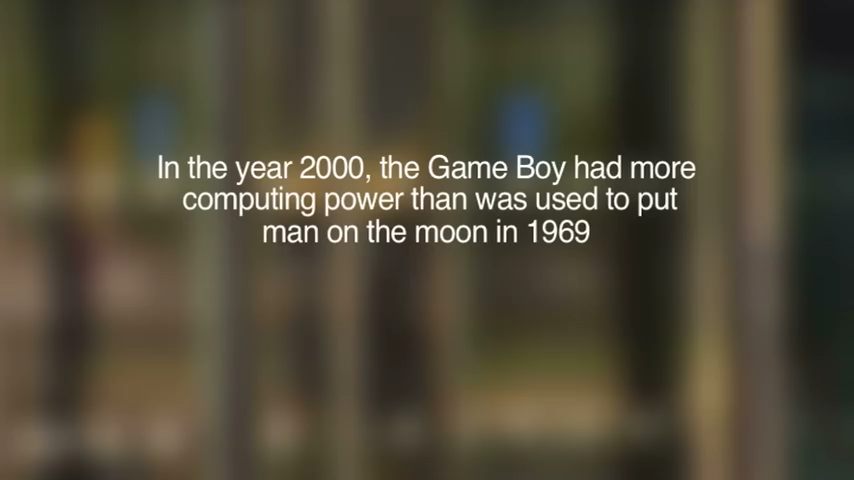 In the year 2000, the Game Boy had more
computing power than was used to put
man on the moon in 1969